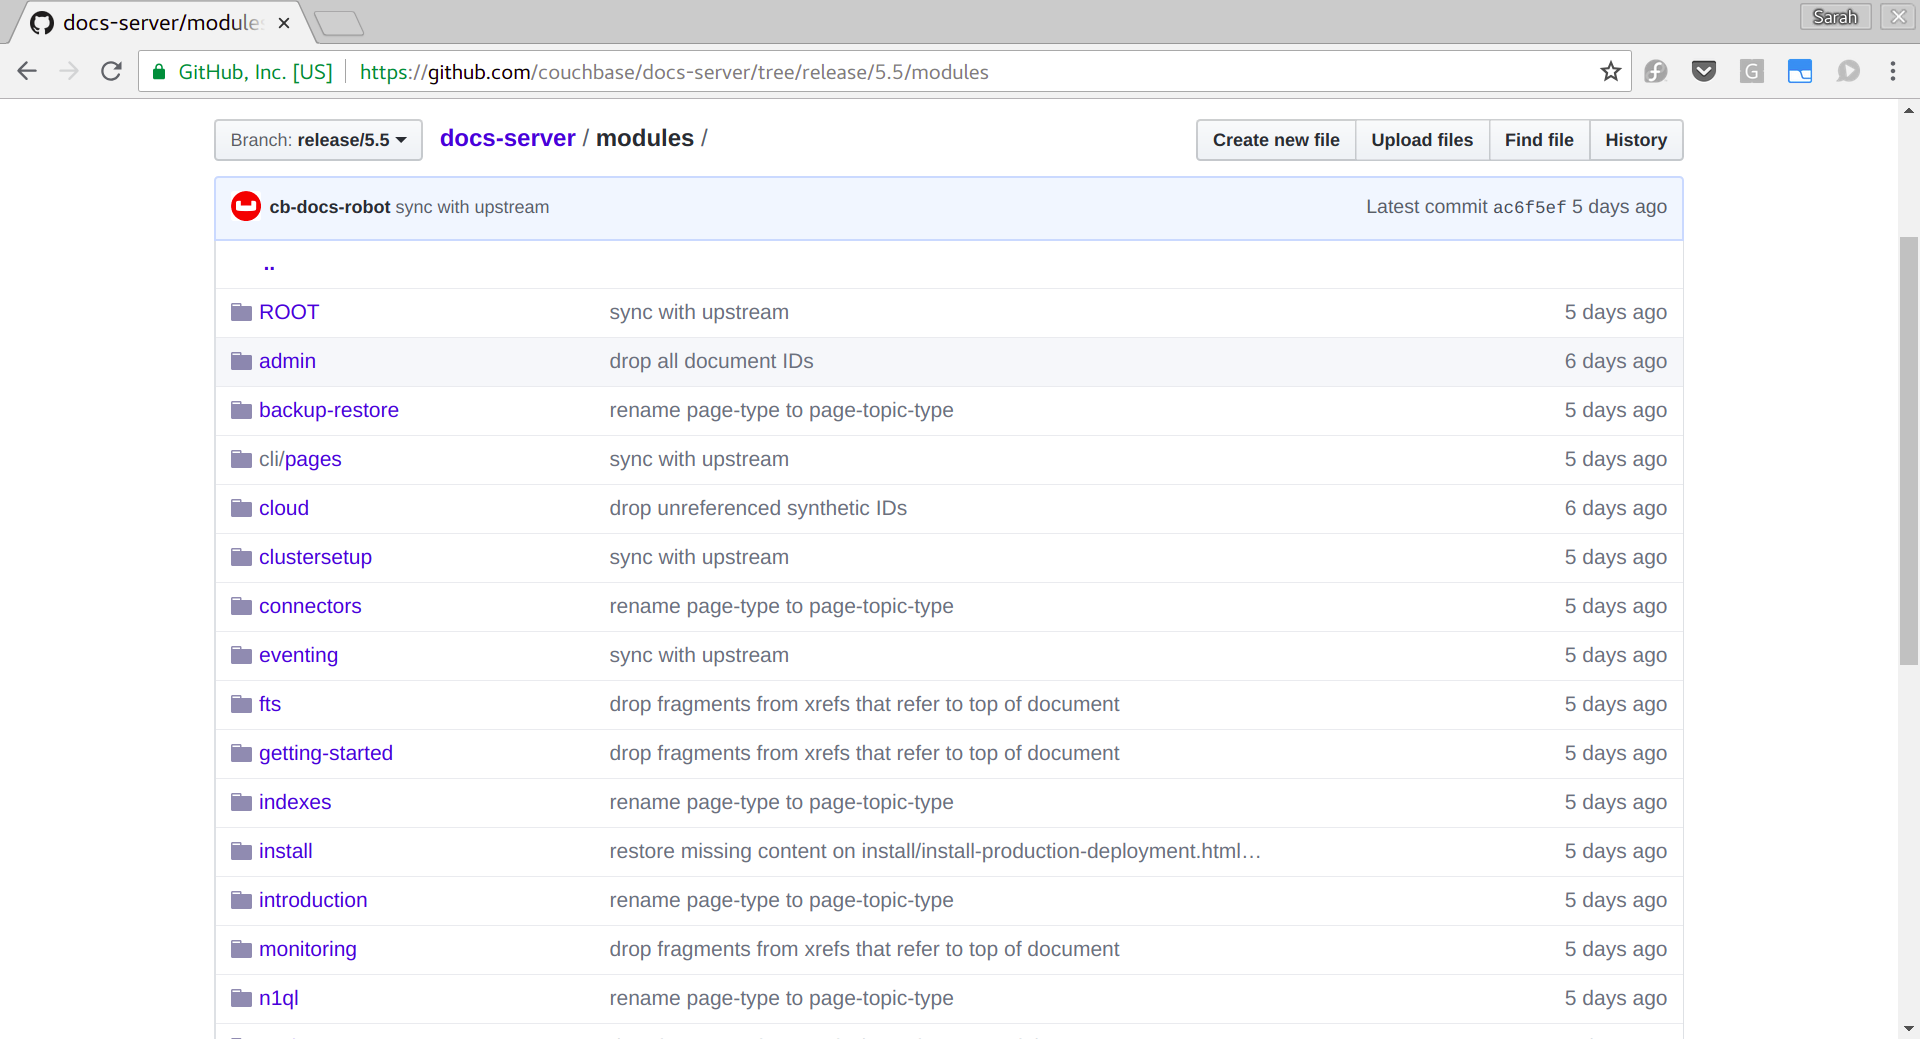 docs-server/module
Sarah
GitHub, Inc. [US] https://github.com/couchbase/docs-server/tree/release/5.5/modules
Branch: release/5.5 docs-server / modules / Create new file Upload files Find file History
cb-docs-robot sync with upstream Latest commit ac6f5ef 5 days ago
..
ROOT sync with upstream 5 days ago
admin drop all document IDs 6 days ago
backup-restore rename page-type to page-topic-type 5 days ago
cli/pages sync with upstream 5 days ago
cloud drop unreferenced synthetic IDs 6 days ago
clustersetup sync with upstream 5 days ago
connectors rename page-type to page-topic-type 5 days ago
eventing sync with upstream 5 days ago
fts drop fragments from xrefs that refer to top of document 5 days ago
getting-started drop fragments from xrefs that refer to top of document 5 days ago
indexes rename page-type to page-topic-type 5 days ago
install restore missing content on install/install-production-deployment.html… 5 days ago
introduction rename page-type to page-topic-type 5 days ago
monitoring drop fragments from xrefs that refer to top of document 5 days ago
n1ql rename page-type to page-topic-type 5 days ago